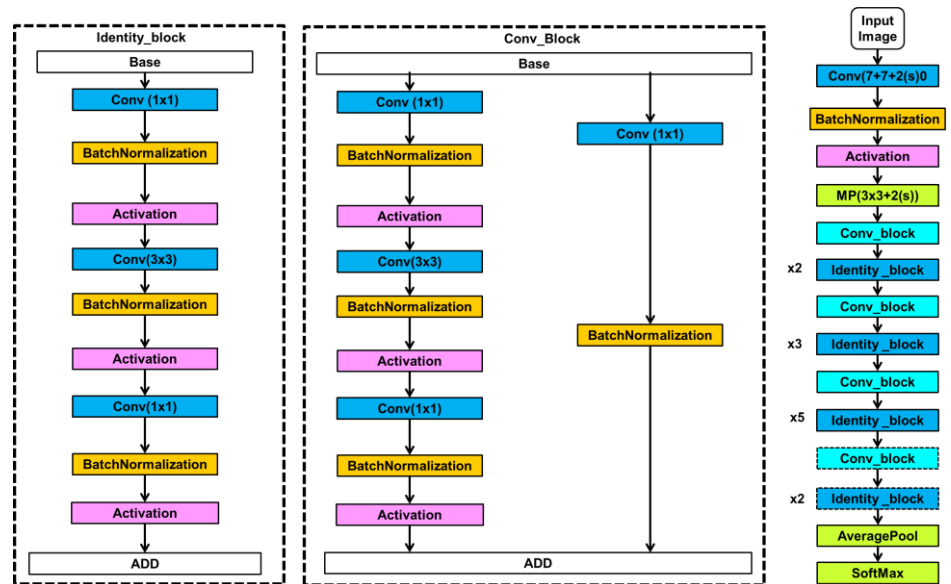 Identity_block
Base
Conv (1x1)
BatchNormalization
Activation
Conv(3x3)
BatchNormalization
Activation
Conv(1x1)
BatchNormalization
Activation
ADD
Conv_Block
Base
Conv (1x1)
BatchNormalization
Activation
Conv(3x3)
BatchNormalization
Activation
Conv(1x1)
BatchNormalization
Activation
Conv (1x1)
BatchNormalization
ADD
Input
Image
Conv(7+7+2(s)0
BatchNormalization
Activation
MP(3x3+2(s))
Conv_block
x2 Identity _block
Conv_block
x3 Identity _block
Conv_block
x5 Identity _block
Conv_block
x2 Identity _block
AveragePool
SoftMax